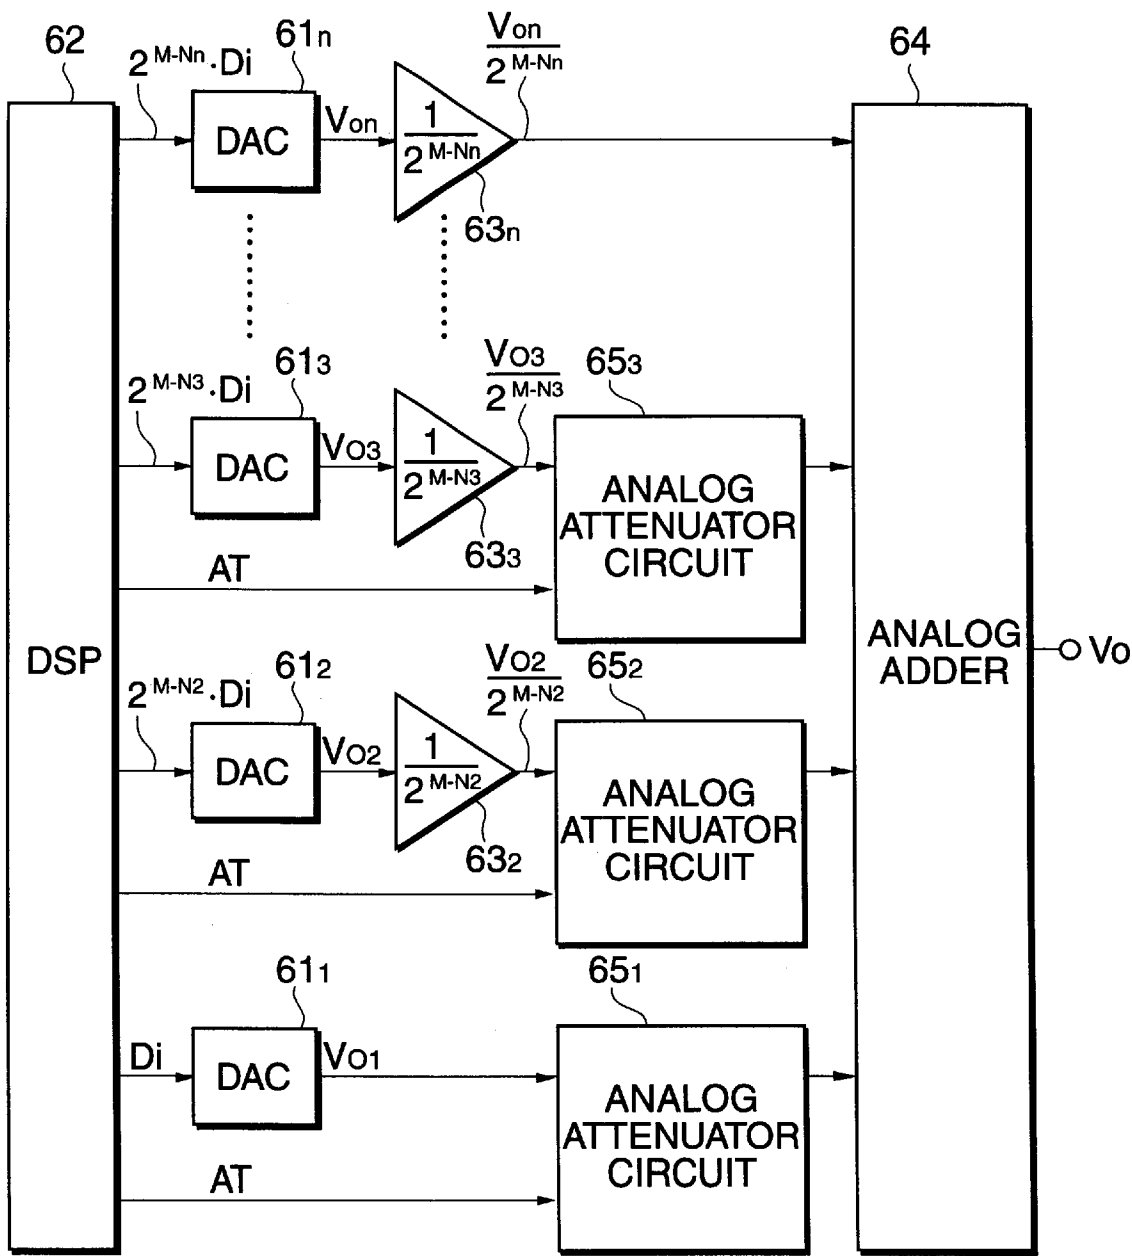 62
2^M-Nn·Di
61n
Von
2^M-Nn
64
DAC
Von
1
2^M-Nn
63n
2^M-N3·Di
613
VO3
2^M-N3
653
DAC
VO3
1
2^M-N3
633
ANALOG
ATTENUATOR
CIRCUIT
AT
DSP
2^M-N2·Di
612
VO2
2^M-N2
652
ANALOG
ADDER
Vo
DAC
VO2
1
2^M-N2
632
ANALOG
ATTENUATOR
CIRCUIT
AT
611
651
Di
DAC
VO1
ANALOG
ATTENUATOR
CIRCUIT
AT